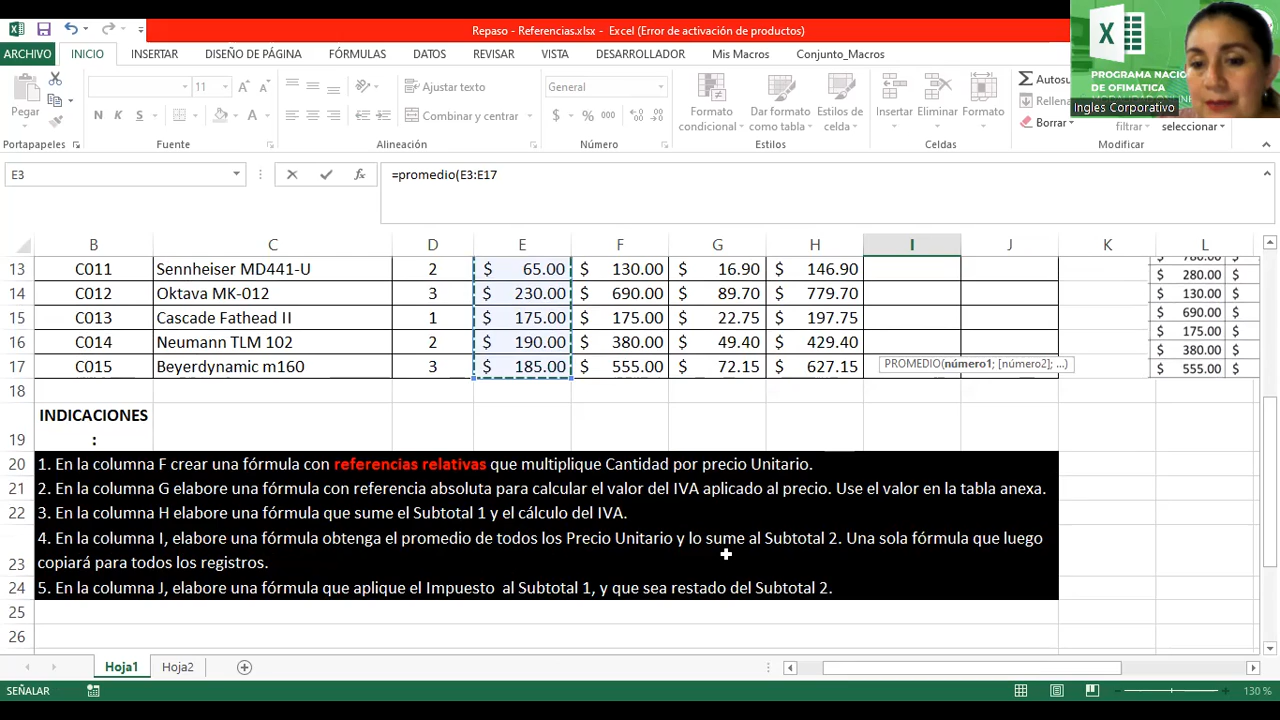 Repaso - Referencias.xlsx - Excel (Error de activación de productos)
ARCHIVO INICIO INSERTAR DISEÑO DE PÁGINA FÓRMULAS DATOS REVISAR VISTA DESARROLLADOR Mis Macros Conjunto_Macros
PROGRAMA NACIO
DE OFIMATICA
Ingles Corporativo
Pegar
11
N K S
Ajustar texto
Combinar y centrar
General
$ % 000
Formato condicional
Dar formato como tabla
Estilos de celda
Insertar Eliminar Formato
Autosu
Rellena
Borrar
filtrar seleccionar
Portapapeles Fuente Alineación Número Estilos Celdas Modificar
E3 =promedio(E3:E17
B C D E F G H I J K L
13 C011 Sennheiser MD441-U 2 $ 65.00 $ 130.00 $ 16.90 $ 146.90
14 C012 Oktava MK-012 3 $ 230.00 $ 690.00 $ 89.70 $ 779.70
15 C013 Cascade Fathead II 1 $ 175.00 $ 175.00 $ 22.75 $ 197.75
16 C014 Neumann TLM 102 2 $ 190.00 $ 380.00 $ 49.40 $ 429.40
17 C015 Beyerdynamic m160 3 $ 185.00 $ 555.00 $ 72.15 $ 627.15
PROMEDIO(número1; [número2]; ...)
$ 280.00 $
$ 130.00 $
$ 690.00 $
$ 175.00 $
$ 380.00 $
$ 555.00 $
18
19 INDICACIONES
:
20 1. En la columna F crear una fórmula con referencias relativas que multiplique Cantidad por precio Unitario.
21 2. En la columna G elabore una fórmula con referencia absoluta para calcular el valor del IVA aplicado al precio. Use el valor en la tabla anexa.
22 3. En la columna H elabore una fórmula que sume el Subtotal 1 y el cálculo del IVA.
4. En la columna I, elabore una fórmula obtenga el promedio de todos los Precio Unitario y lo sume al Subtotal 2. Una sola fórmula que luego
23 copiará para todos los registros.
24 5. En la columna J, elabore una fórmula que aplique el Impuesto al Subtotal 1, y que sea restado del Subtotal 2.
25
26
Hoja1 Hoja2
SEÑALAR
130 %